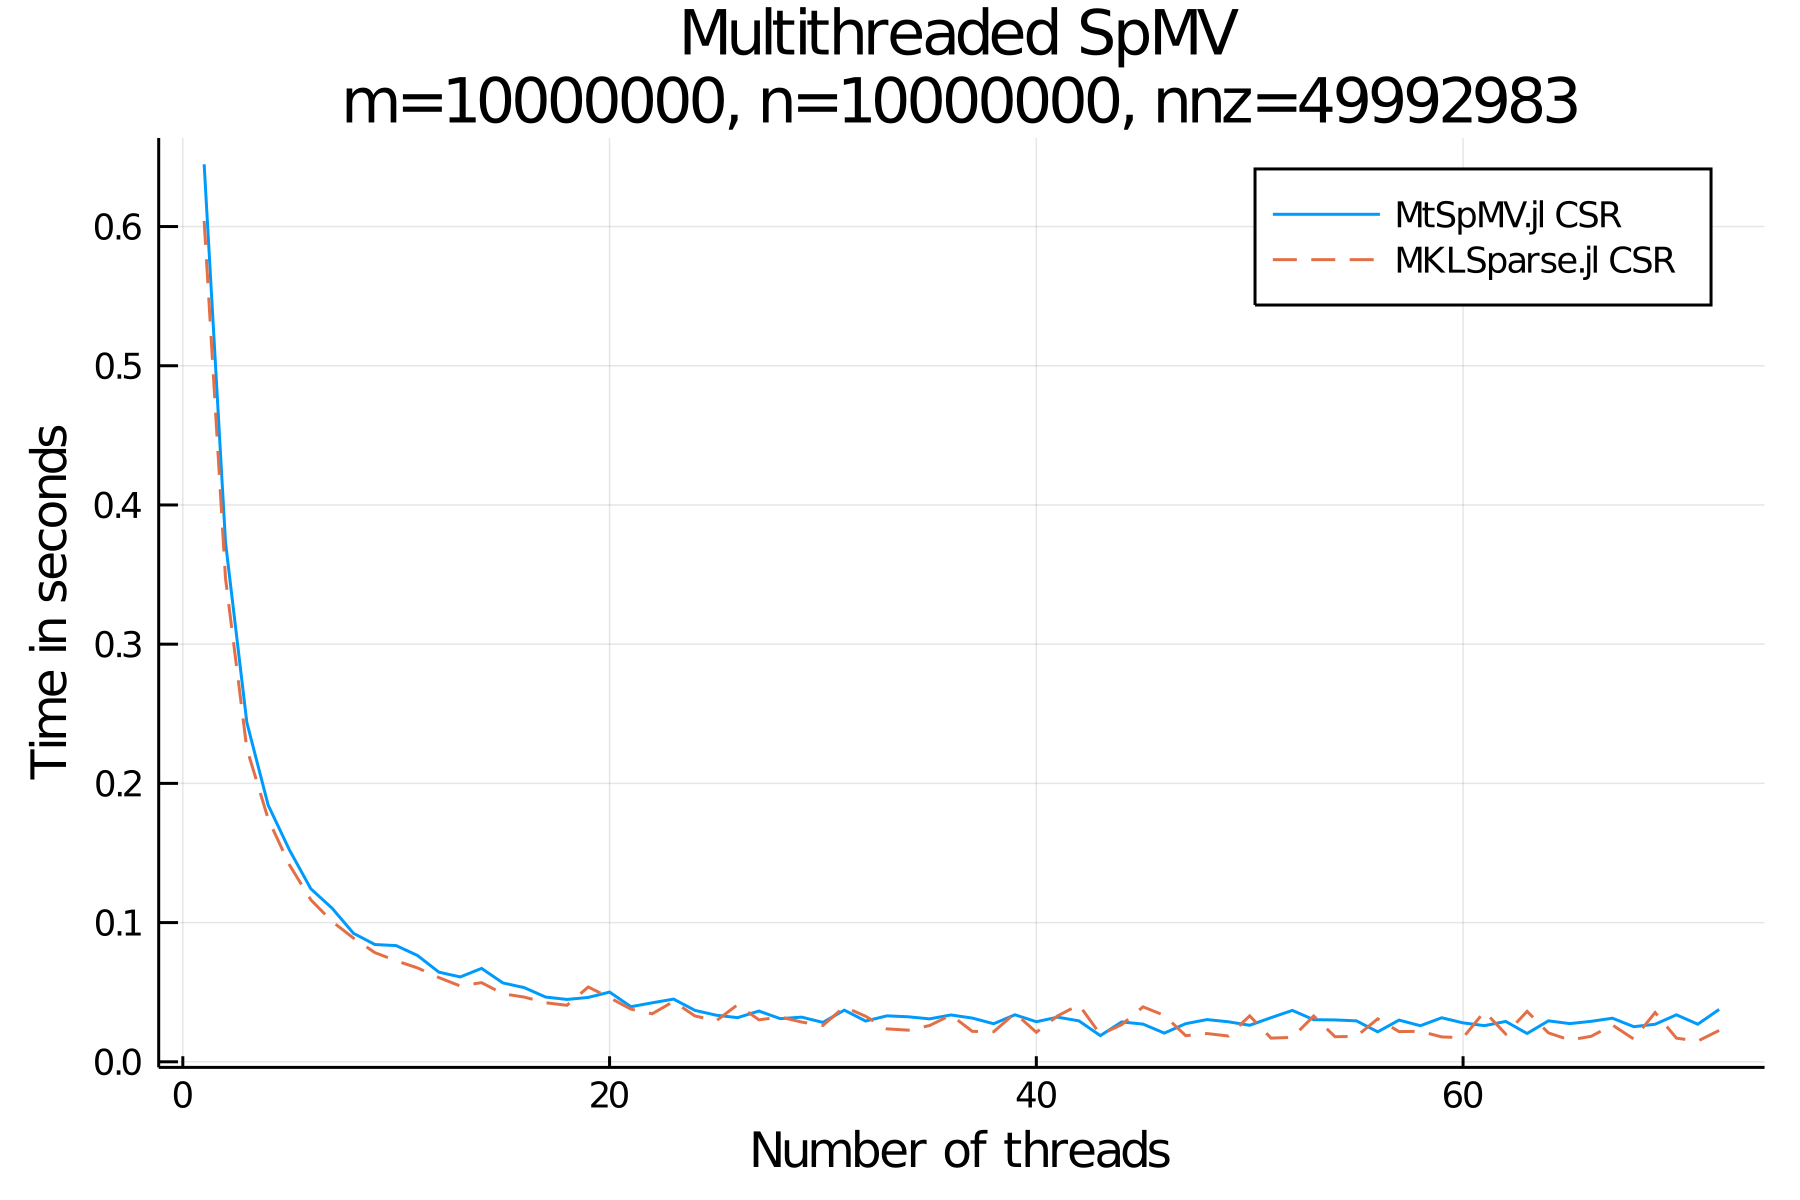 Multithreaded SpMV
m=10000000, n=10000000, nnz=49992983
MtSpMV.jl CSR
MKLSparse.jl CSR
Time in seconds
0.6
0.5
0.4
0.3
0.2
0.1
0.0
0 20 40 60
Number of threads